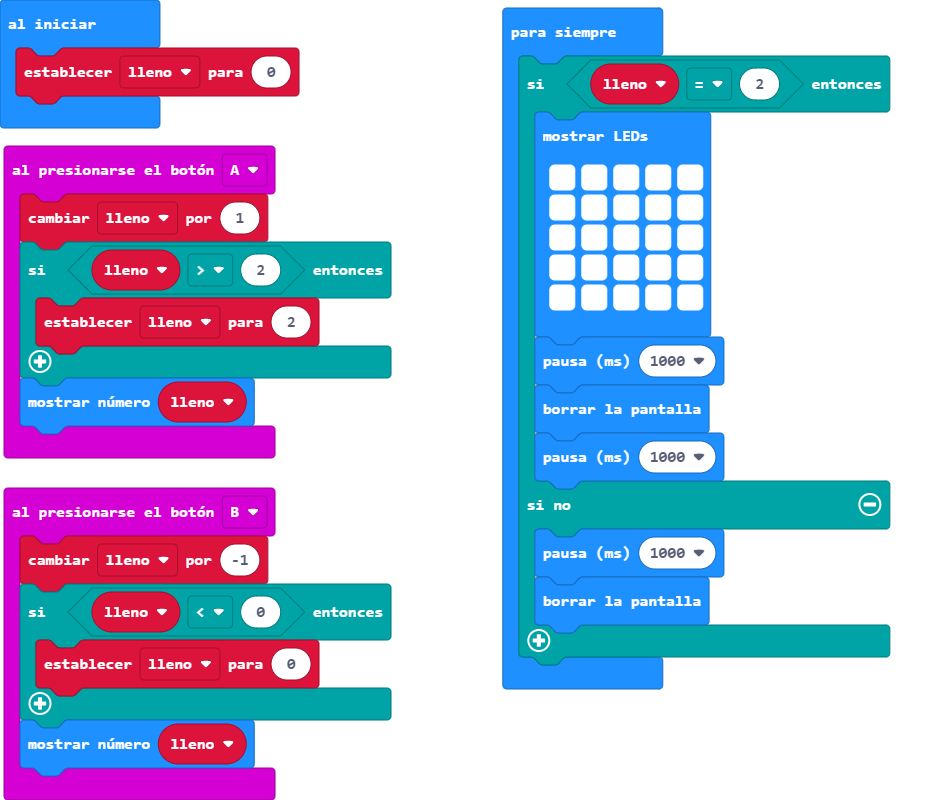 al iniciar
establecer lleno para 0
al presionarse el botón A
cambiar lleno por 1
si lleno > 2 entonces
establecer lleno para 2
mostrar número lleno
al presionarse el botón B
cambiar lleno por -1
si lleno < 0 entonces
establecer lleno para 0
mostrar número lleno
para siempre
si lleno = 2 entonces
mostrar LEDs
pausa (ms) 1000
borrar la pantalla
pausa (ms) 1000
si no
pausa (ms) 1000
borrar la pantalla